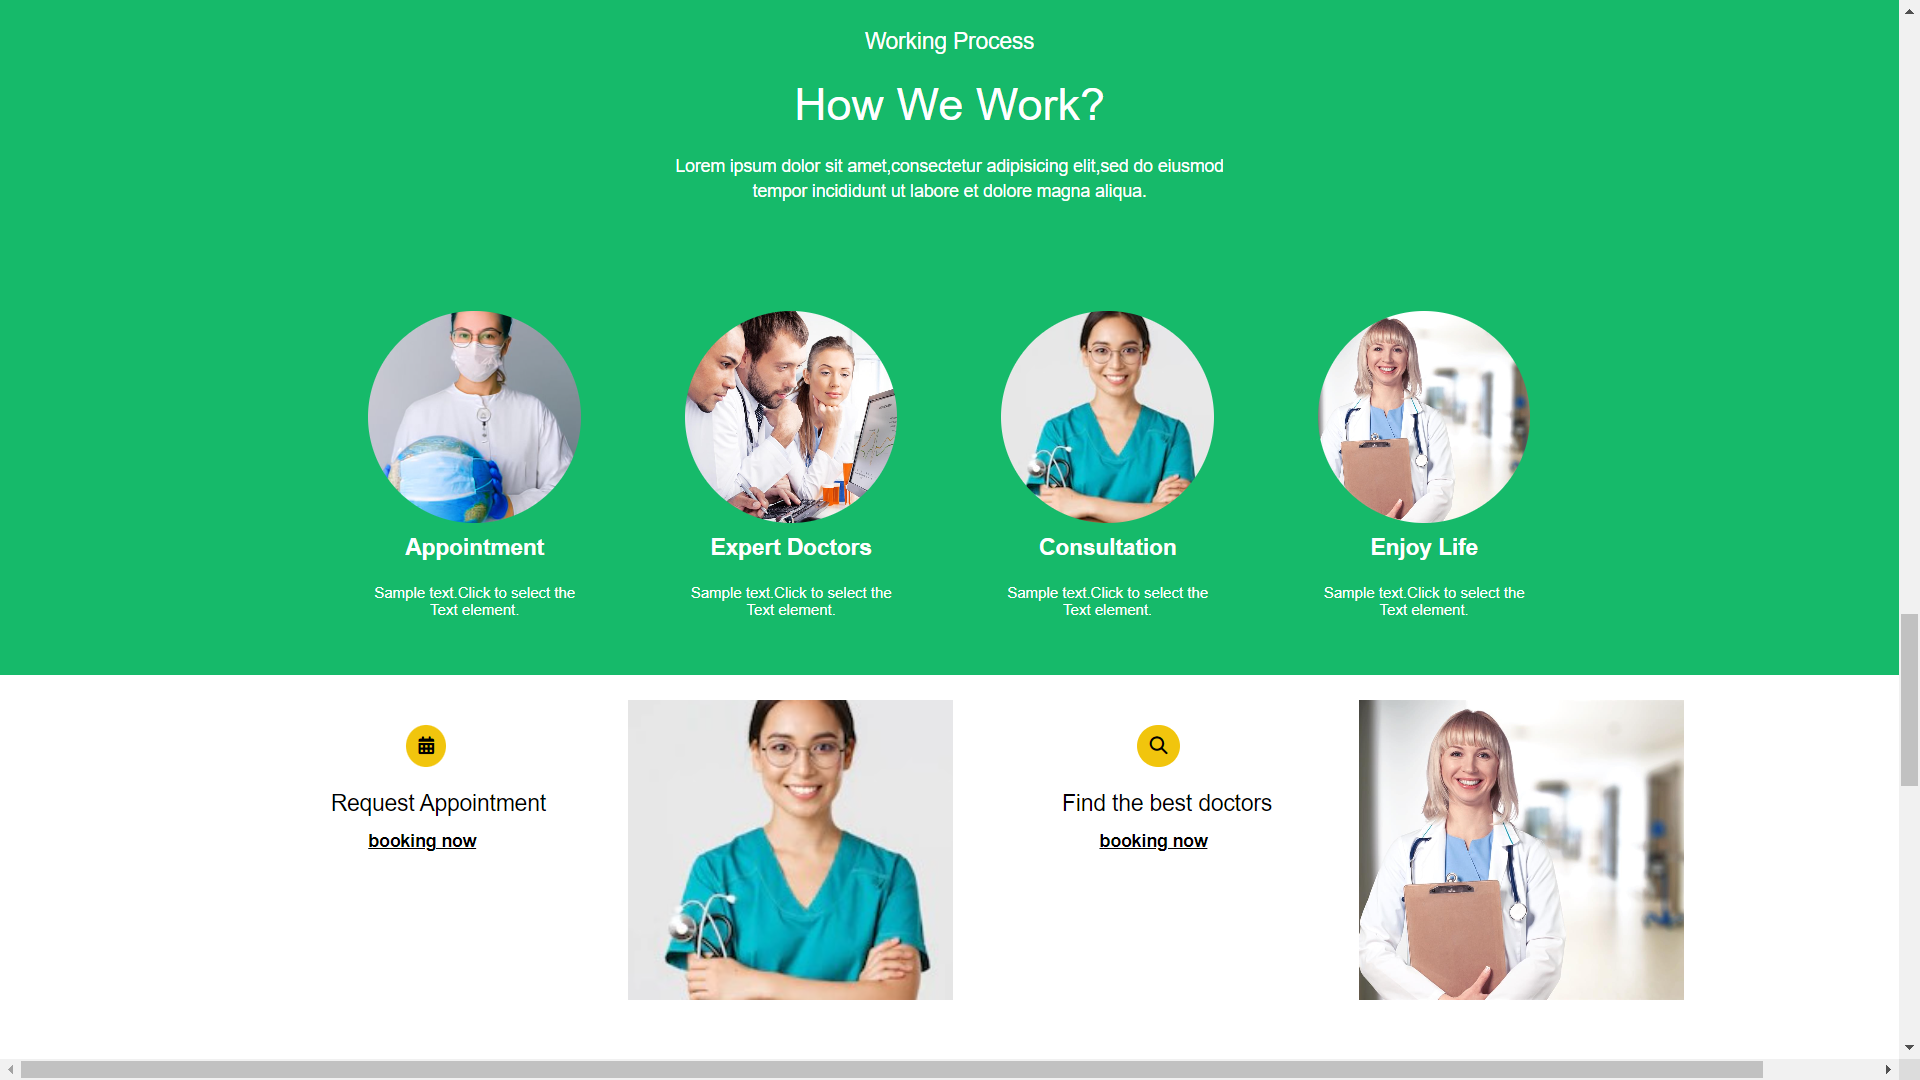 Working Process
How We Work?
Lorem ipsum dolor sit amet,consectetur adipisicing elit,sed do eiusmod
tempor incididunt ut labore et dolore magna aliqua.
Appointment
Sample text.Click to select the
Text element.
Expert Doctors
Sample text.Click to select the
Text element.
Consultation
Sample text.Click to select the
Text element.
Enjoy Life
Sample text.Click to select the
Text element.
Request Appointment
booking now
Find the best doctors
booking now